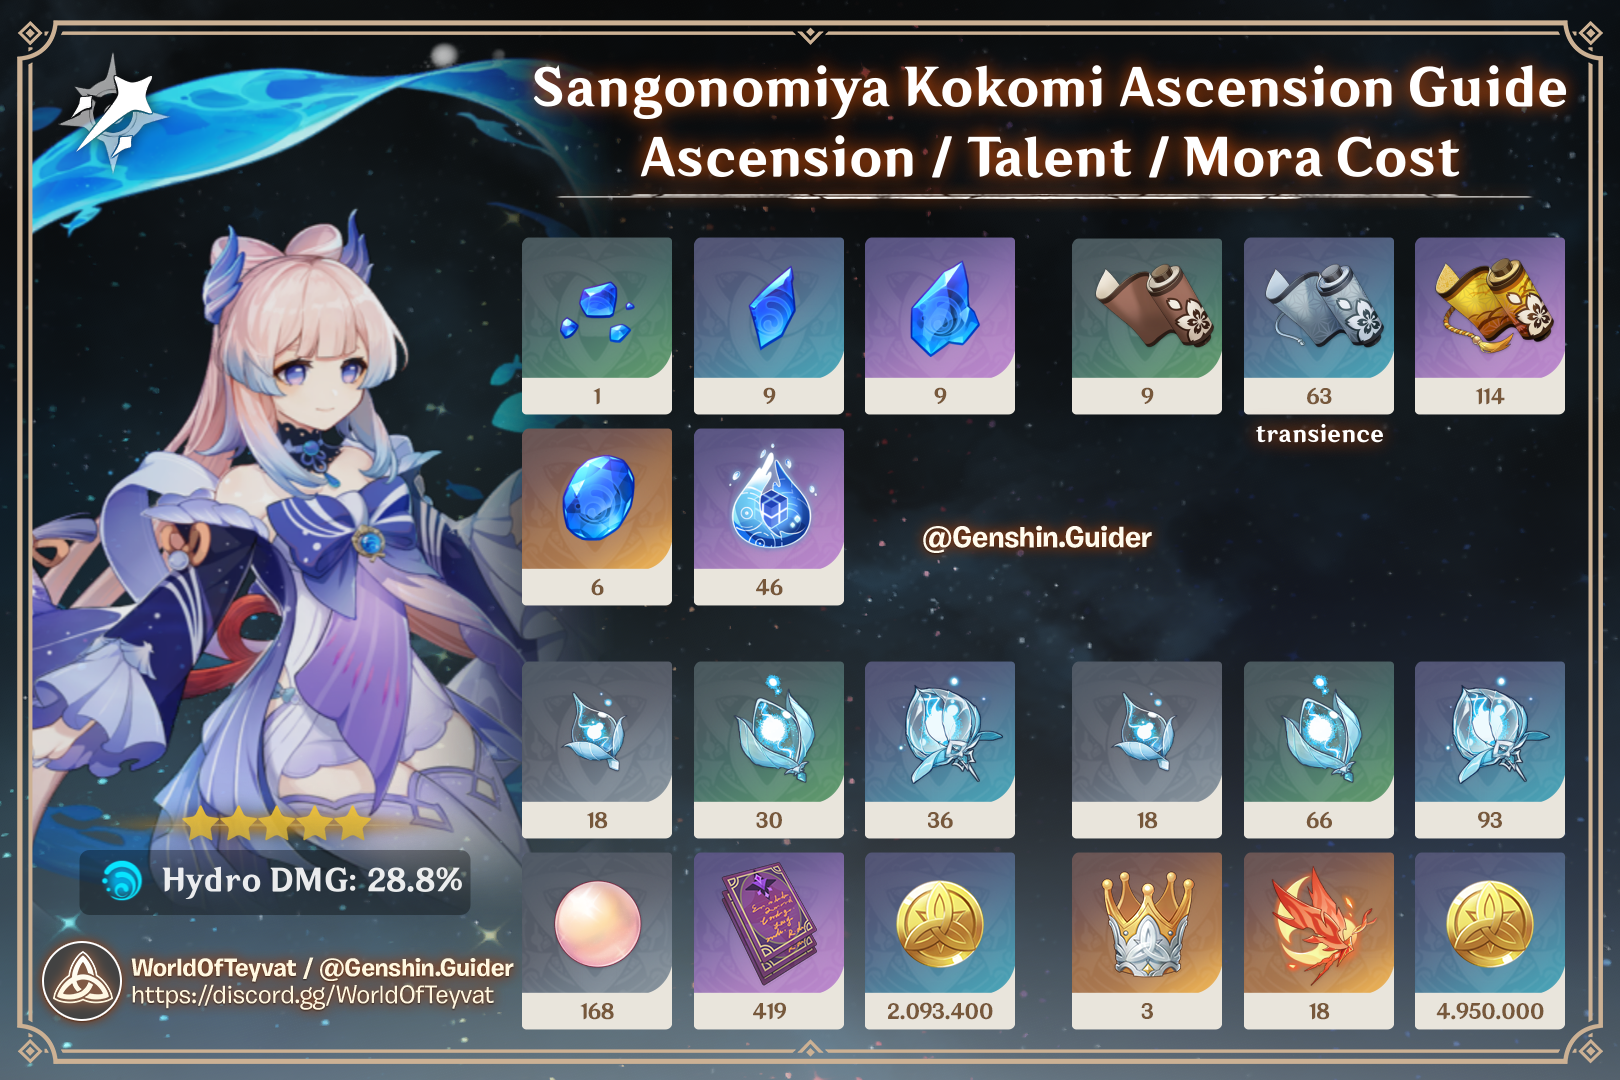 Sangonomiya Kokomi Ascension Guide
Ascension / Talent / Mora Cost
1
9
9
9
63
114
transience
6
46
@Genshin.Guider
18
30
36
18
66
93
168
419
2.093.400
3
18
4.950.000
Hydro DMG: 28.8%
WorldOfTeyvat / @Genshin.Guider
https://discord.gg/WorldOfTeyvat